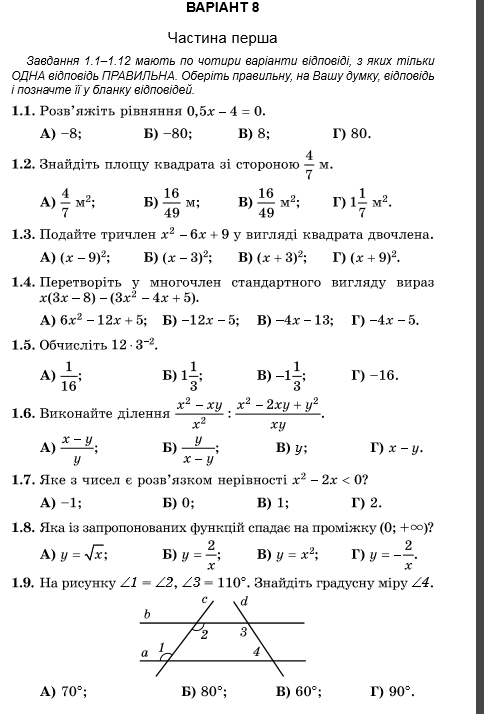 ВАРІАНТ 8
Частина перша
Завдання 1.1–1.12 мають по чотири варіанти відповіді, з яких тільки
ОДНА відповідь ПРАВИЛЬНА. Оберіть правильну, на Вашу думку, відповідь
і позначте її у бланку відповідей.
1.1. Розв’яжіть рівняння 0,5x – 4 = 0.
А) –8; Б) –80; В) 8; Г) 80.
1.2. Знайдіть площу квадрата зі стороною 4/7 м.
А) 4/7 м²; Б) 16/49 м; В) 16/49 м²; Г) 1 1/7 м².
1.3. Подайте тричлен x² – 6x + 9 у вигляді квадрата двочлена.
А) (x – 9)²; Б) (x – 3)²; В) (x + 3)²; Г) (x + 9)².
1.4. Перетворіть у многочлен стандартного вигляду вираз
x(3x – 8) – (3x² – 4x + 5).
А) 6x² – 12x + 5; Б) –12x – 5; В) –4x – 13; Г) –4x – 5.
1.5. Обчисліть 12 · 3⁻².
А) 1/16; Б) 1 1/3; В) –1 1/3; Г) –16.
1.6. Виконайте ділення (x² – xy)/x² : (x² – 2xy + y²)/xy.
А) (x – y)/y; Б) y/(x – y); В) y; Г) x – y.
1.7. Яке з чисел є розв’язком нерівності x² – 2x < 0?
А) –1; Б) 0; В) 1; Г) 2.
1.8. Яка із запропонованих функцій спадає на проміжку (0; +∞)?
А) y = √x; Б) y = 2/x; В) y = x²; Г) y = –2/x.
1.9. На рисунку ∠1 = ∠2, ∠3 = 110°. Знайдіть градусну міру ∠4.
c d
b
2 3
a 1 4
А) 70°; Б) 80°; В) 60°; Г) 90°.